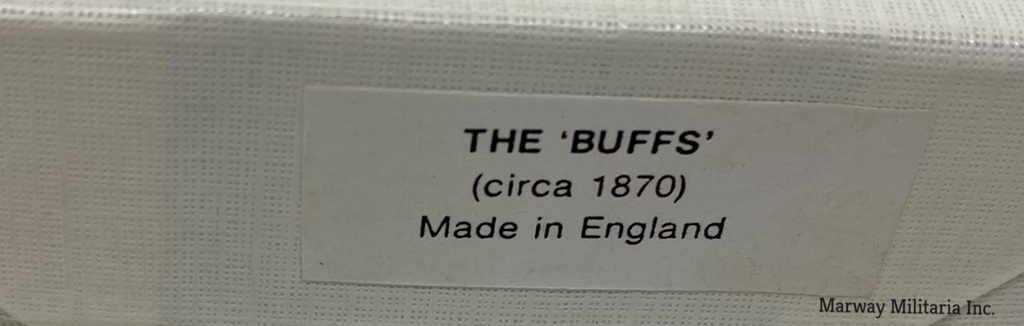 THE ‘BUFFS’
(circa 1870)
Made in England
Marway Militaria Inc.